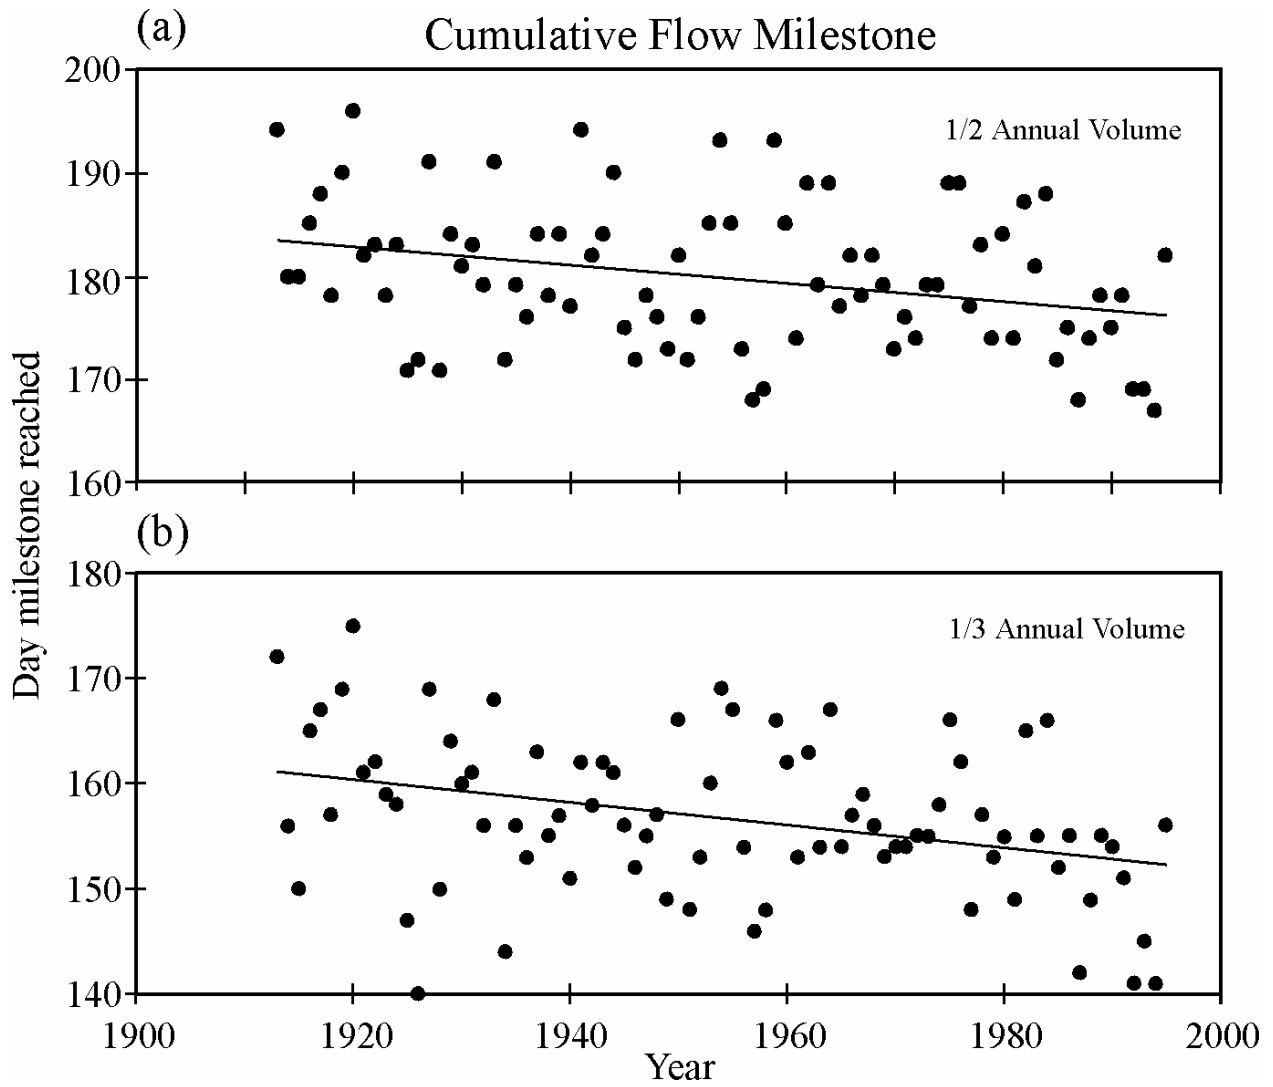 (a)
Cumulative Flow Milestone
200
1/2 Annual Volume
190
180
170
160
Day milestone reached
(b)
180
1/3 Annual Volume
170
160
150
140
1900 1920 1940 1960 1980 2000
Year